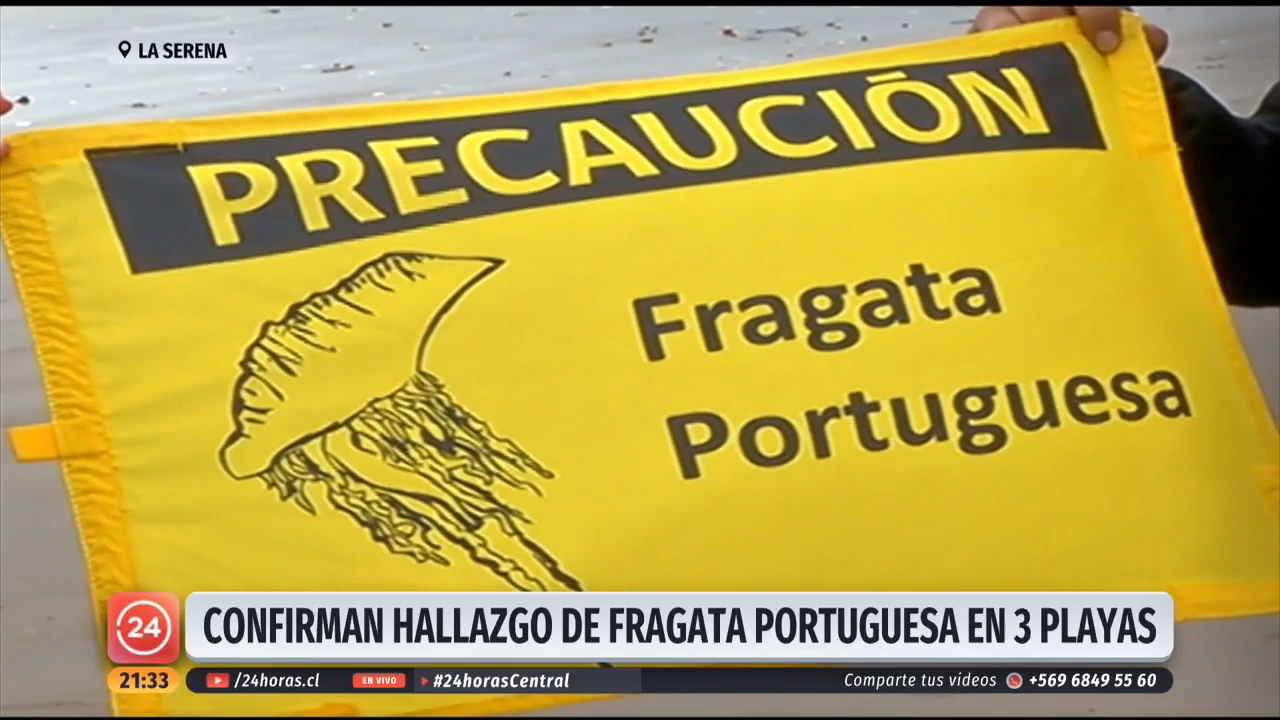 LA SERENA
PRECAUCIÓN
Fragata
Portuguesa
24
CONFIRMAN HALLAZGO DE FRAGATA PORTUGUESA EN 3 PLAYAS
21:33
/24horas.cl
EN VIVO
#24horasCentral
Comparte tus videos
+569 6849 55 60